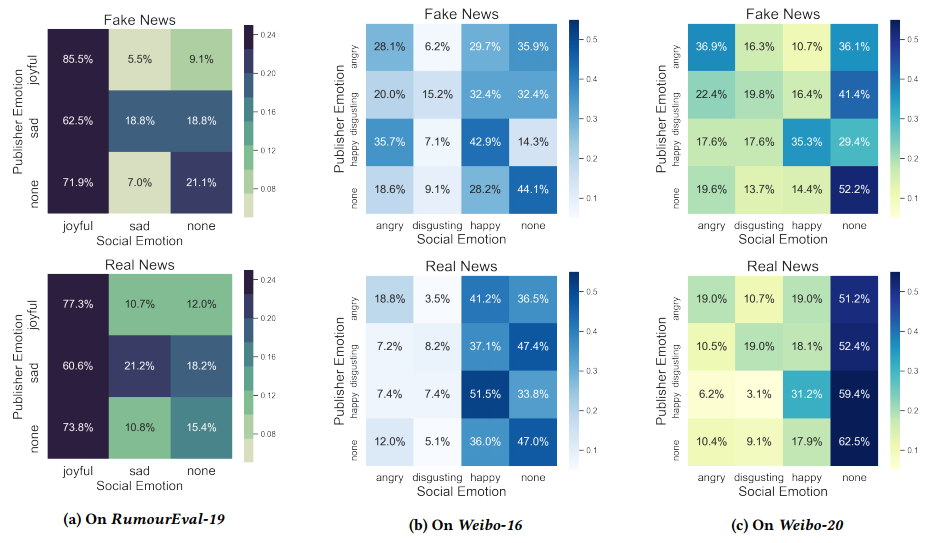 Fake News
Publisher Emotion
joyful
sad
none
85.5% 5.5% 9.1%
62.5% 18.8% 18.8%
71.9% 7.0% 21.1%
joyful sad none
Social Emotion
0.24
0.20
0.16
0.12
0.08
Real News
Publisher Emotion
joyful
sad
none
77.3% 10.7% 12.0%
60.6% 21.2% 18.2%
73.8% 10.8% 15.4%
joyful sad none
Social Emotion
0.24
0.20
0.16
0.12
0.08
(a) On RumourEval-19
Fake News
Publisher Emotion
angry
disgusting
happy
none
28.1% 6.2% 29.7% 35.9%
20.0% 15.2% 32.4% 32.4%
35.7% 7.1% 42.9% 14.3%
18.6% 9.1% 28.2% 44.1%
angry disgusting happy none
Social Emotion
0.5
0.4
0.3
0.2
0.1
Real News
Publisher Emotion
angry
disgusting
happy
none
18.8% 3.5% 41.2% 36.5%
7.2% 8.2% 37.1% 47.4%
7.4% 7.4% 51.5% 33.8%
12.0% 5.1% 36.0% 47.0%
angry disgusting happy none
Social Emotion
0.5
0.4
0.3
0.2
0.1
(b) On Weibo-16
Fake News
Publisher Emotion
angry
disgusting
happy
none
36.9% 16.3% 10.7% 36.1%
22.4% 19.8% 16.4% 41.4%
17.6% 17.6% 35.3% 29.4%
19.6% 13.7% 14.4% 52.2%
angry disgusting happy none
Social Emotion
0.5
0.4
0.3
0.2
0.1
Real News
Publisher Emotion
angry
disgusting
happy
none
19.0% 10.7% 19.0% 51.2%
10.5% 19.0% 18.1% 52.4%
6.2% 3.1% 31.2% 59.4%
10.4% 9.1% 17.9% 62.5%
angry disgusting happy none
Social Emotion
0.5
0.4
0.3
0.2
0.1
(c) On Weibo-20